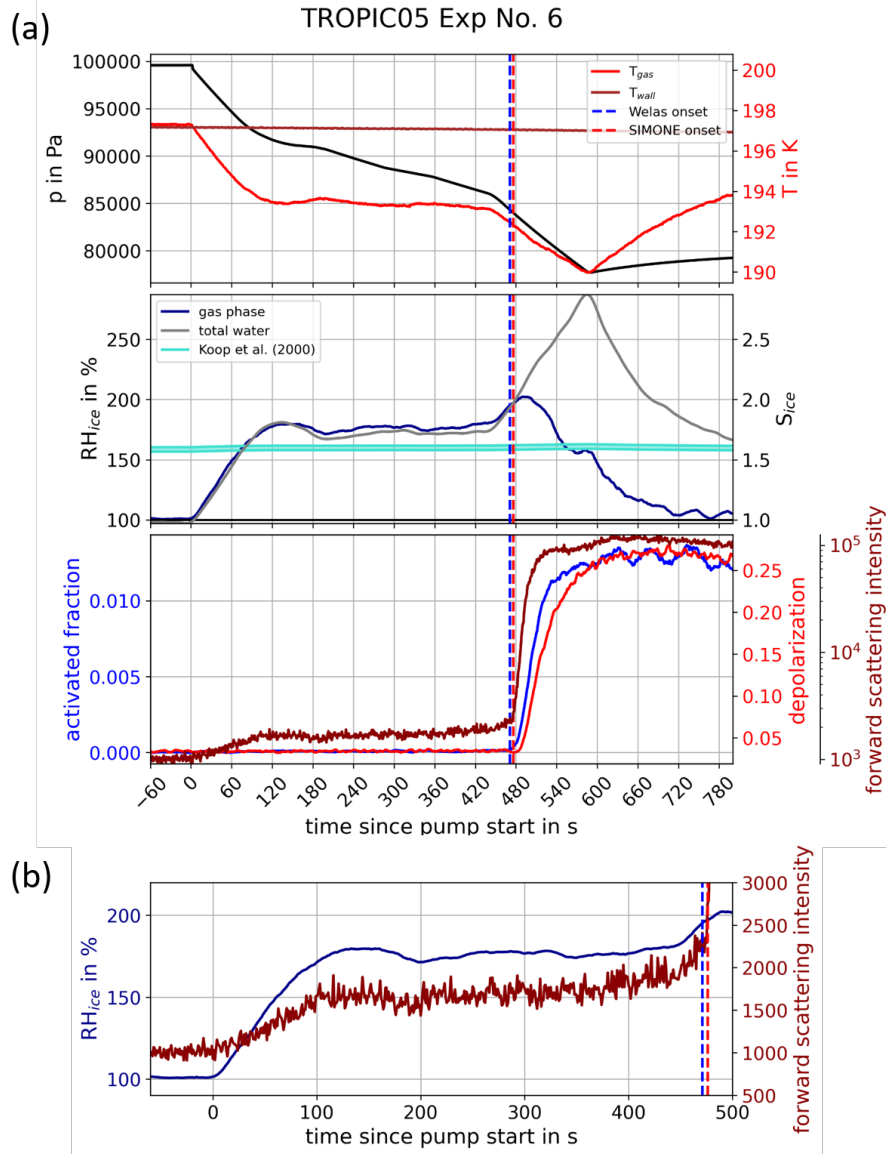 TROPIC05 Exp No. 6
(a)
100000
95000
90000
85000
80000
p in Pa
T_gas
T_wall
Welas onset
SIMONE onset
200
198
196
194
192
190
T in K
250
200
150
100
RH_ice in %
gas phase
total water
Koop et al. (2000)
2.5
2.0
1.5
1.0
S_ice
0.010
0.005
0.000
activated fraction
0.25
0.20
0.15
0.10
0.05
depolarization
10^5
10^4
10^3
forward scattering intensity
−60 0 60 120 180 240 300 360 420 480 540 600 660 720 780
time since pump start in s
(b)
200
150
100
RH_ice in %
3000
2500
2000
1500
1000
500
forward scattering intensity
0 100 200 300 400 500
time since pump start in s